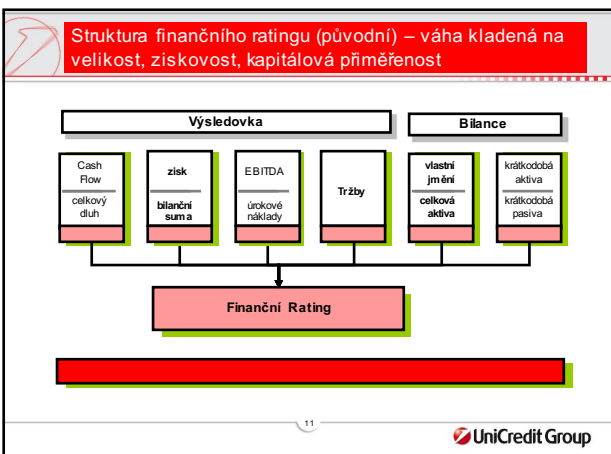 Struktura finančního ratingu (původní) – váha kladená na
velikost, ziskovost, kapitálová přiměřenost
Výsledovka
Bilance
Cash
Flow
celkový
dluh
zisk
bilanční
suma
EBITDA
úrokové
náklady
Tržby
vlastní
jmění
celková
aktiva
krátkodobá
aktiva
krátkodobá
pasiva
Finanční Rating
11
UniCredit Group